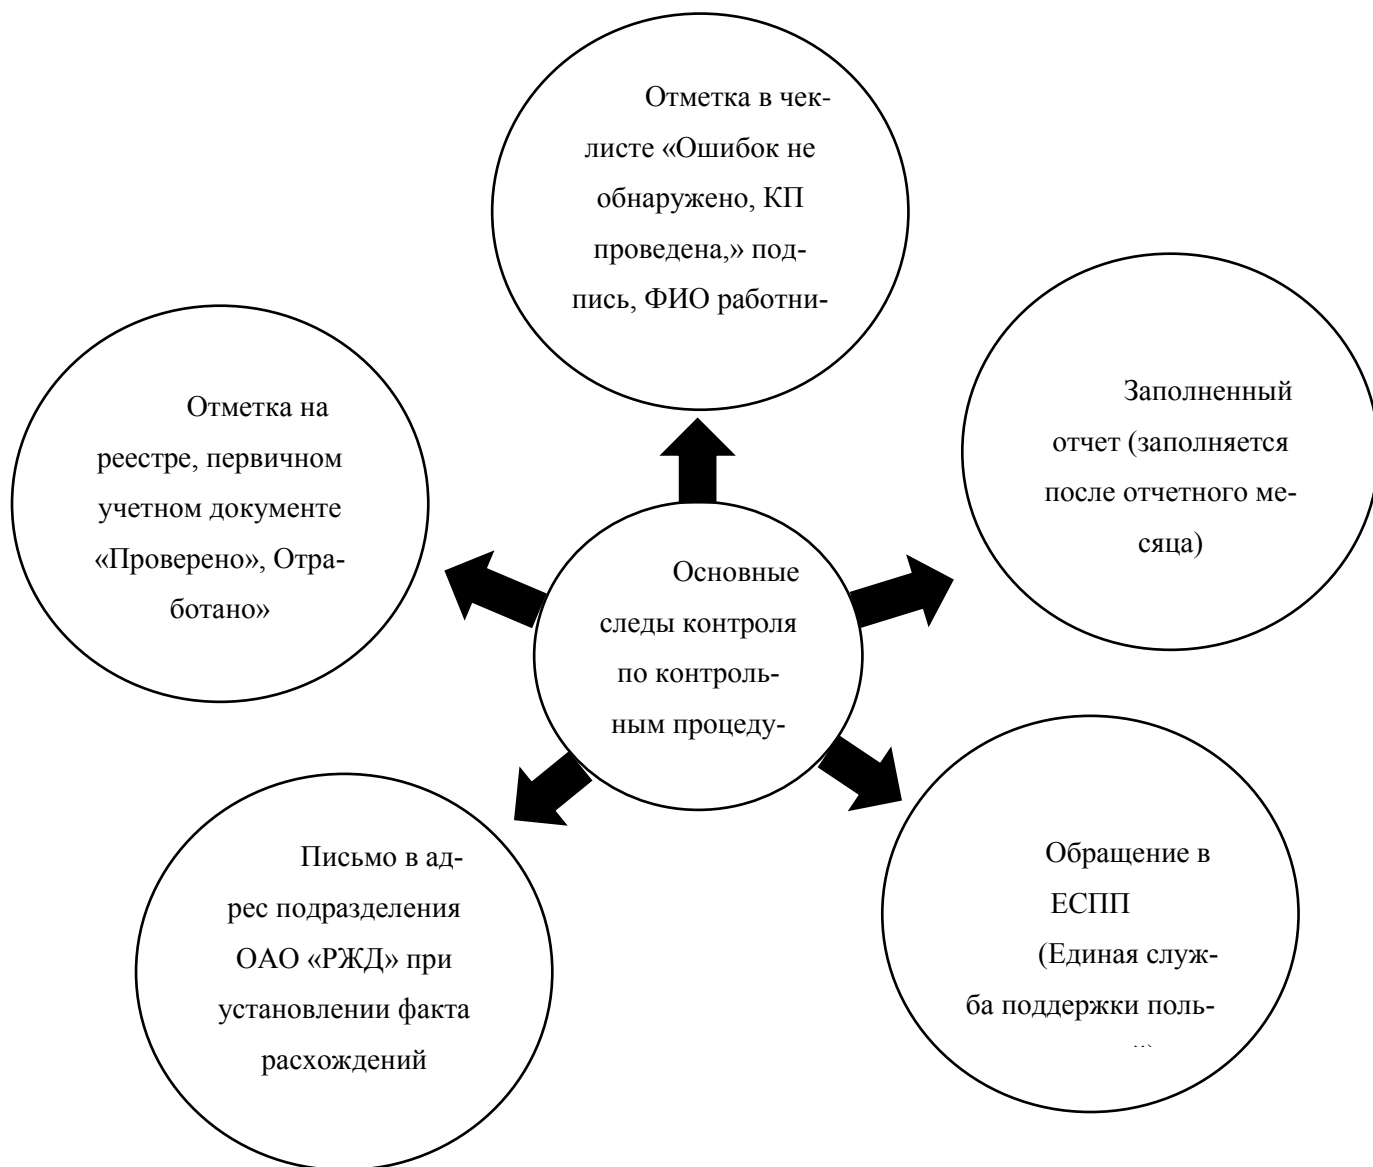 Отметка в чек-
листе «Ошибок не
обнаружено, КП
проведена,» под-
пись, ФИО работни-
Отметка на
реестре, первичном
учетном документе
«Проверено», Отра-
ботано»
Заполненный
отчет (заполняется
после отчетного ме-
сяца)
Основные
следы контроля
по контроль-
ным процеду-
Письмо в ад-
рес подразделения
ОАО «РЖД» при
установлении факта
расхождений
Обращение в
ЕСПП
(Единая служ-
ба поддержки поль-